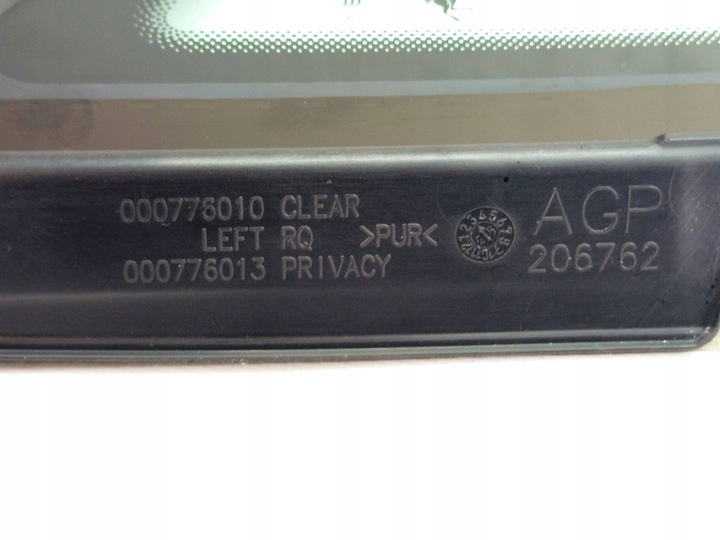 000776010 CLEAR
LEFT RQ >PUR<
000776013 PRIVACY
AGP
206762